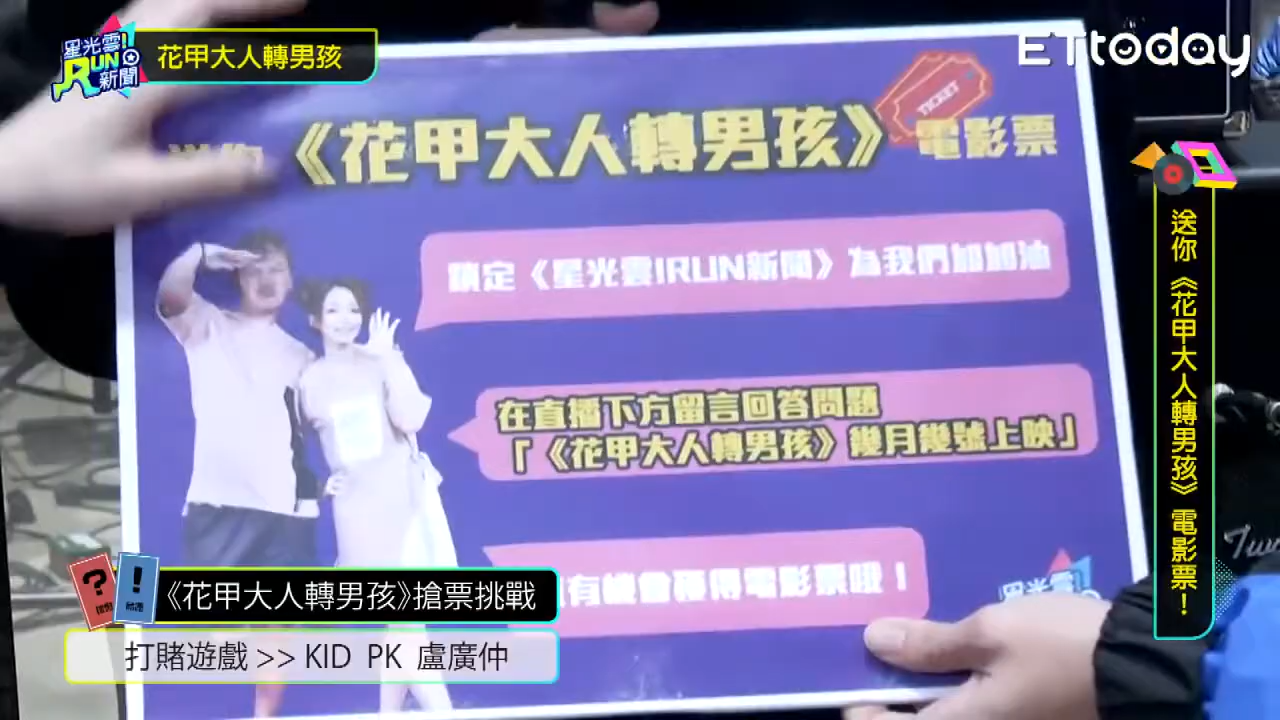 星光雲!
RUN
新聞
花甲大人轉男孩
ETtoday
TICKET
送你《花甲大人轉男孩》電影票
鎖定《星光雲!RUN新聞》為我們加加油
在直播下方留言回答問題
「《花甲大人轉男孩》幾月幾號上映」
有機會獲得電影票哦!
星光雲!
送你《花甲大人轉男孩》電影票!
?
!
《花甲大人轉男孩》搶票挑戰
打賭遊戲 >> KID PK 盧廣仲